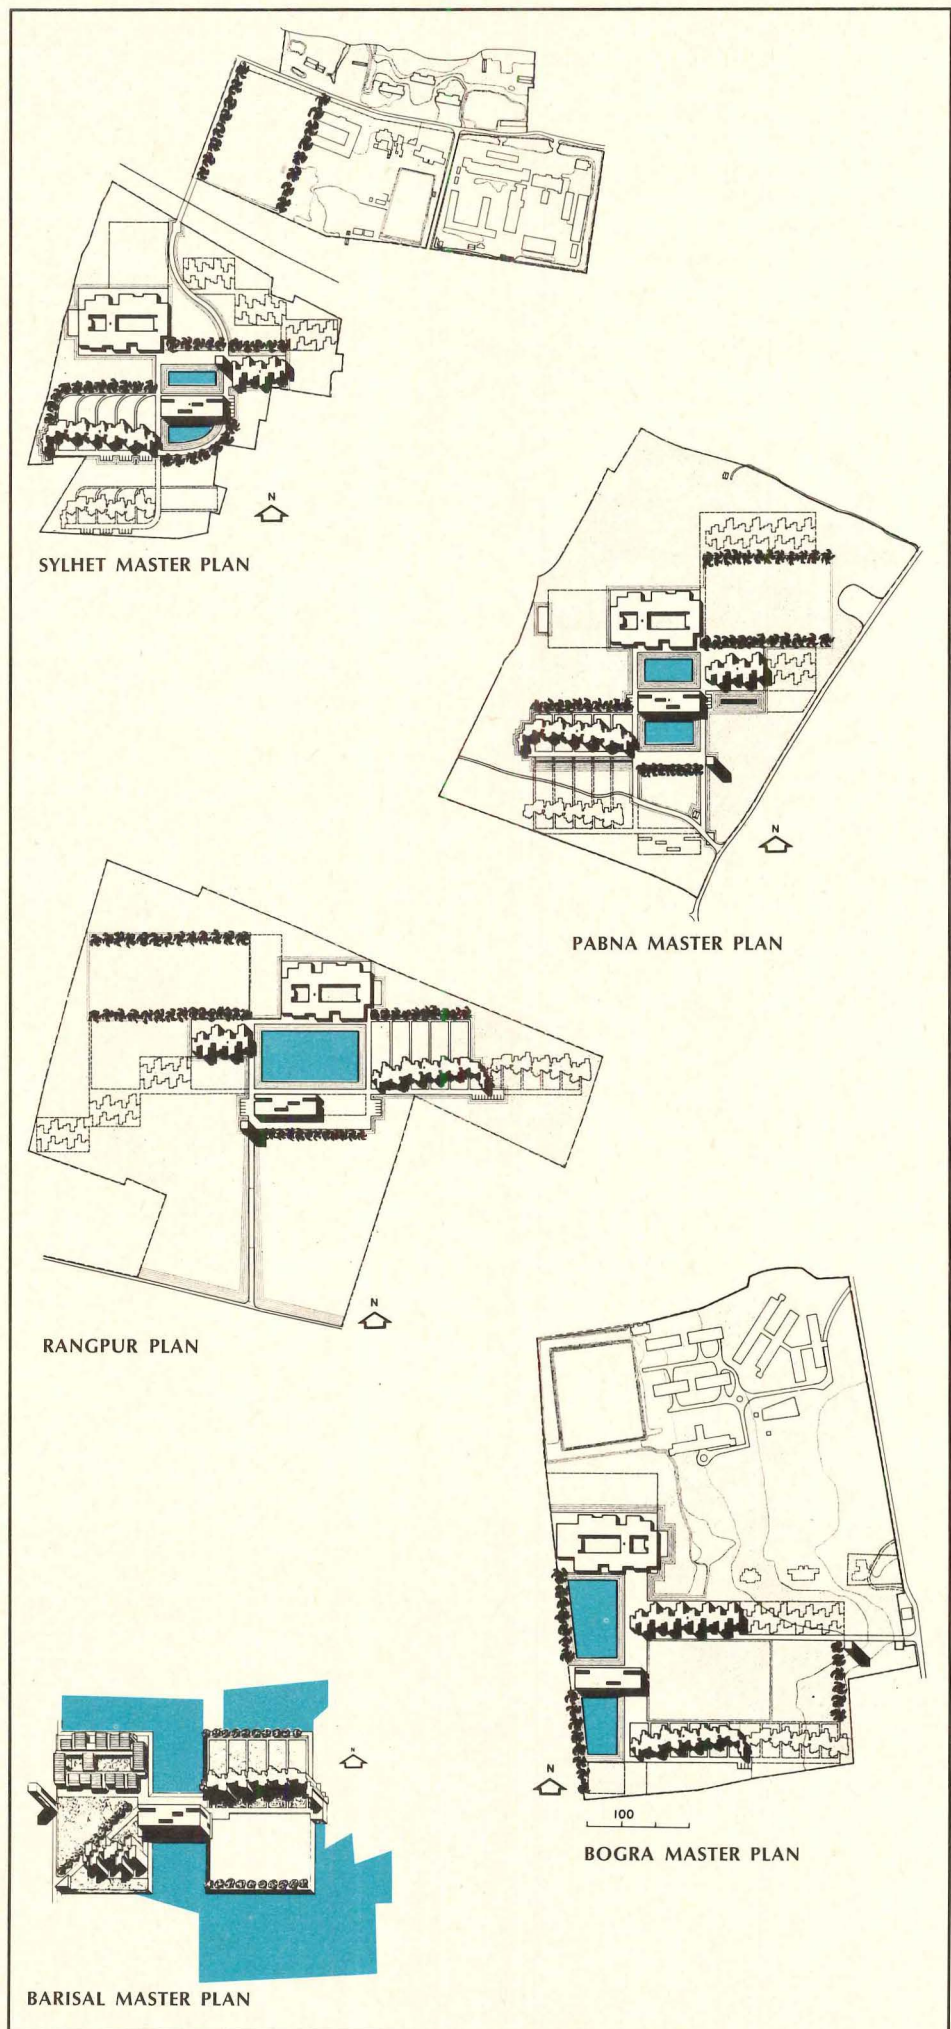 N
SYLHET MASTER PLAN
N
PABNA MASTER PLAN
N
RANGPUR PLAN
N
100
BOGRA MASTER PLAN
N
BARISAL MASTER PLAN